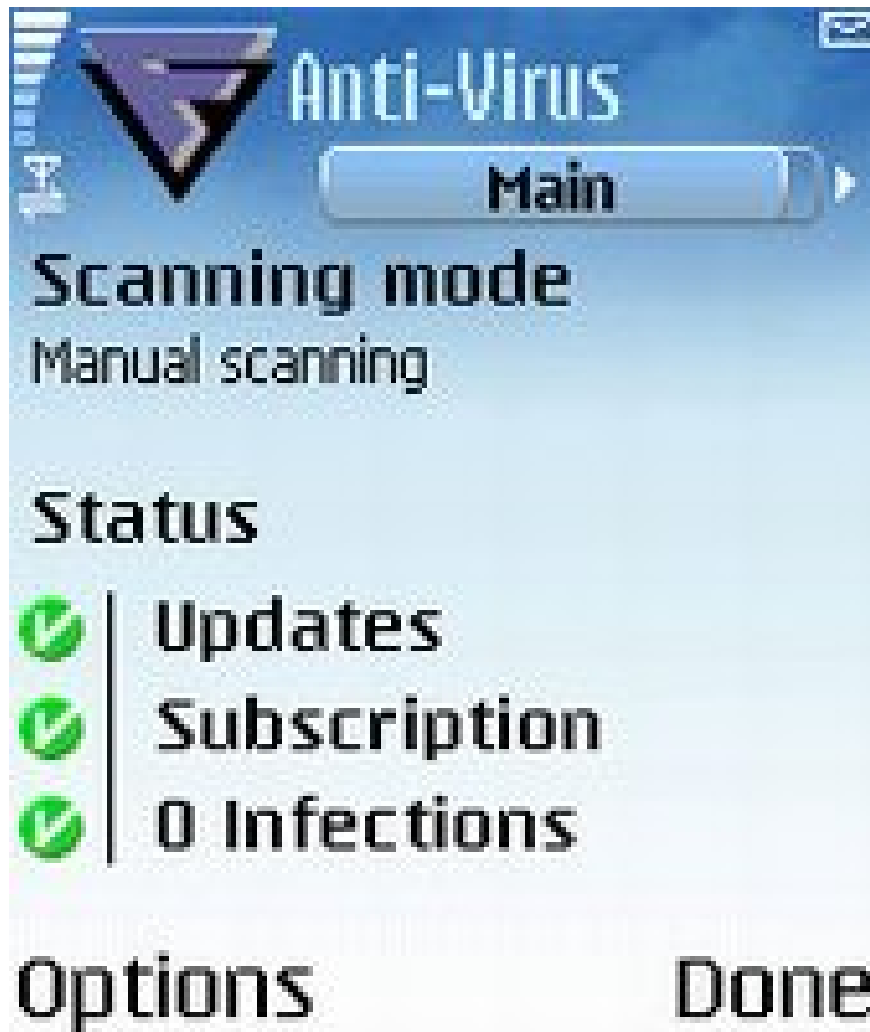 Anti-Virus
Main
Scanning mode
Manual scanning
Status
Updates
Subscription
0 Infections
Options
Done